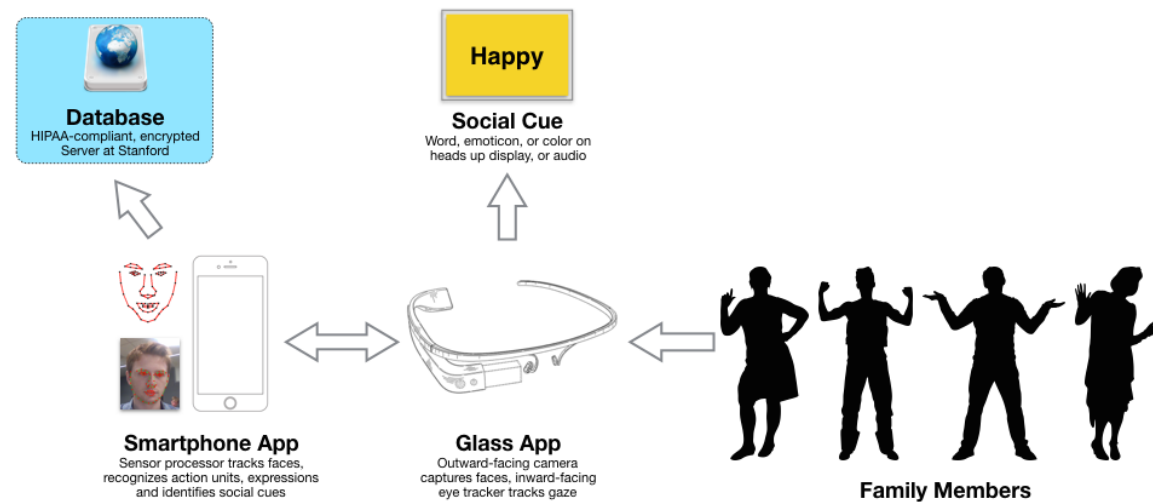 Happy
Database
HIPAA-compliant, encrypted
Server at Stanford
Social Cue
Word, emoticon, or color on
heads up display, or audio
Smartphone App
Sensor processor tracks faces,
recognizes action units, expressions
and identifies social cues
Glass App
Outward-facing camera
captures faces, inward-facing
eye tracker tracks gaze
Family Members